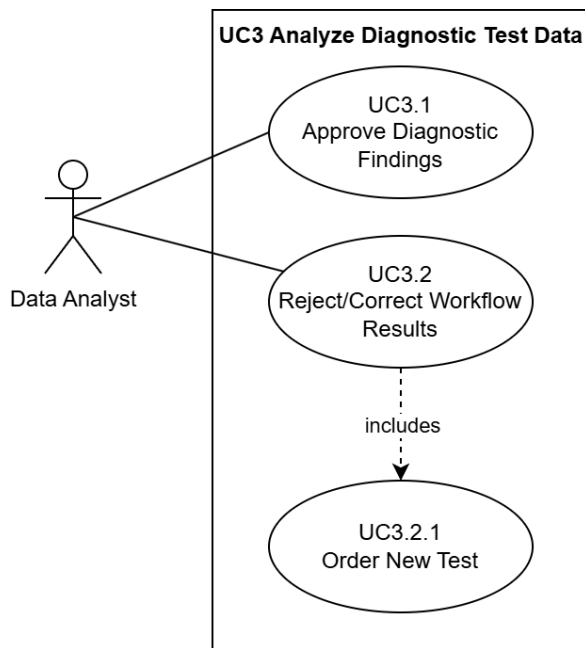 UC3 Analyze Diagnostic Test Data
UC3.1
Approve Diagnostic
Findings
Data Analyst
UC3.2
Reject/Correct Workflow
Results
includes
UC3.2.1
Order New Test